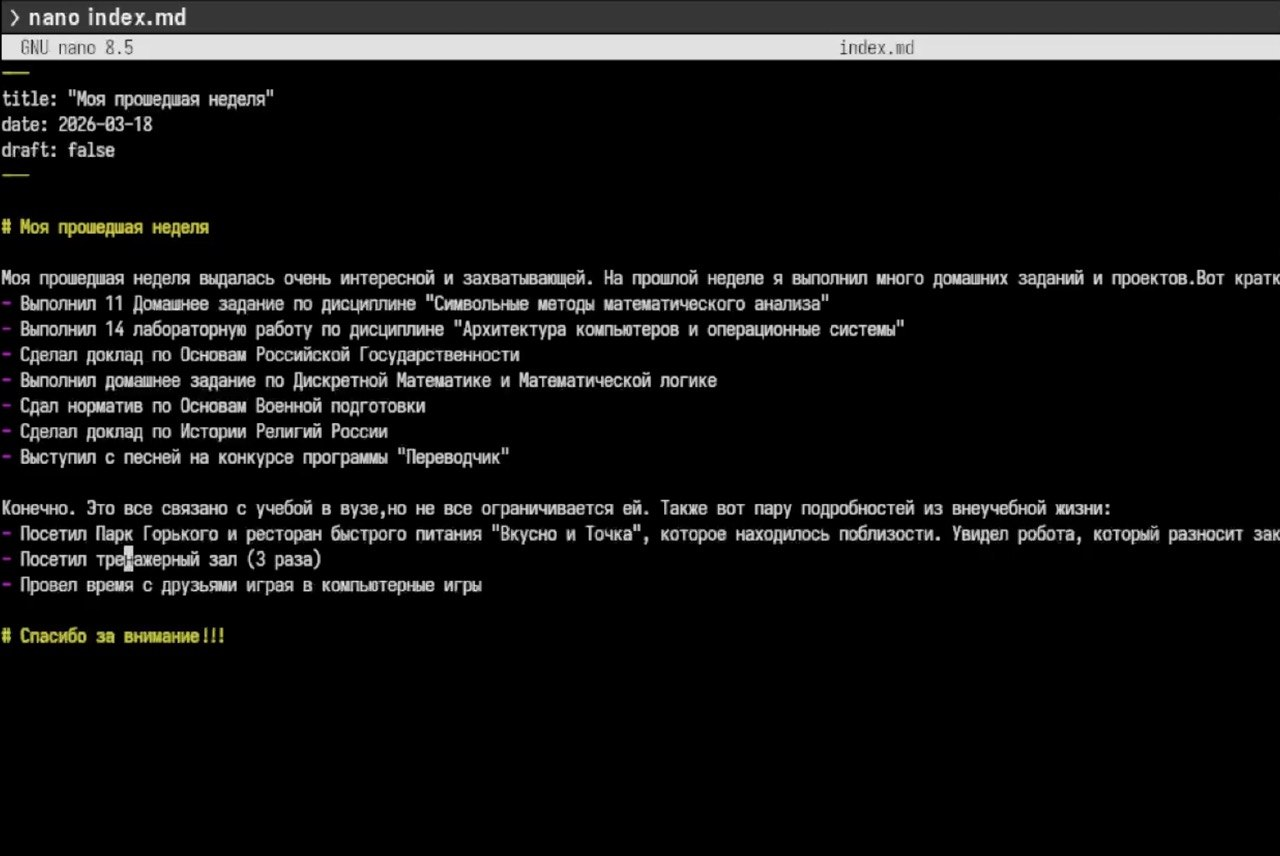 ❯ nano index.md
GNU nano 8.5 index.md
---
title: "Моя прошедшая неделя"
date: 2026-03-18
draft: false
---
# Моя прошедшая неделя
Моя прошедшая неделя выдалась очень интересной и захватывающей. На прошлой неделе я выполнил много домашних заданий и проектов.Вот кратк
- Выполнил 11 Домашнее задание по дисциплине "Символьные методы математического анализа"
- Выполнил 14 лабораторную работу по дисциплине "Архитектура компьютеров и операционные системы"
- Сделал доклад по Основам Российской Государственности
- Выполнил домашнее задание по Дискретной Математике и Математической логике
- Сдал норматив по Основам Военной подготовки
- Сделал доклад по Истории Религий России
- Выступил с песней на конкурсе программы "Переводчик"
Конечно. Это все связано с учебой в вузе,но не все ограничивается ей. Также вот пару подробностей из внеучебной жизни:
- Посетил Парк Горького и ресторан быстрого питания "Вкусно и Точка", которое находилось поблизости. Увидел робота, который разносит зак
- Посетил тренажерный зал (3 раза)
- Провел время с друзьями играя в компьютерные игры
# Спасибо за внимание!!!